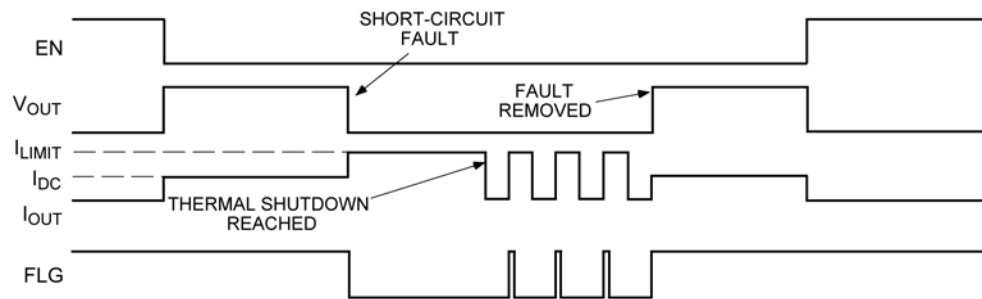 SHORT-CIRCUIT
FAULT
EN
FAULT
REMOVED
VOUT
ILIMIT
IDC
THERMAL SHUTDOWN
REACHED
IOUT
FLG